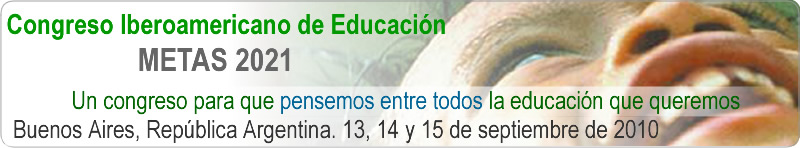 Congreso Iberoamericano de Educación
METAS 2021
Un congreso para que pensemos entre todos la educación que queremos
Buenos Aires, República Argentina. 13, 14 y 15 de septiembre de 2010